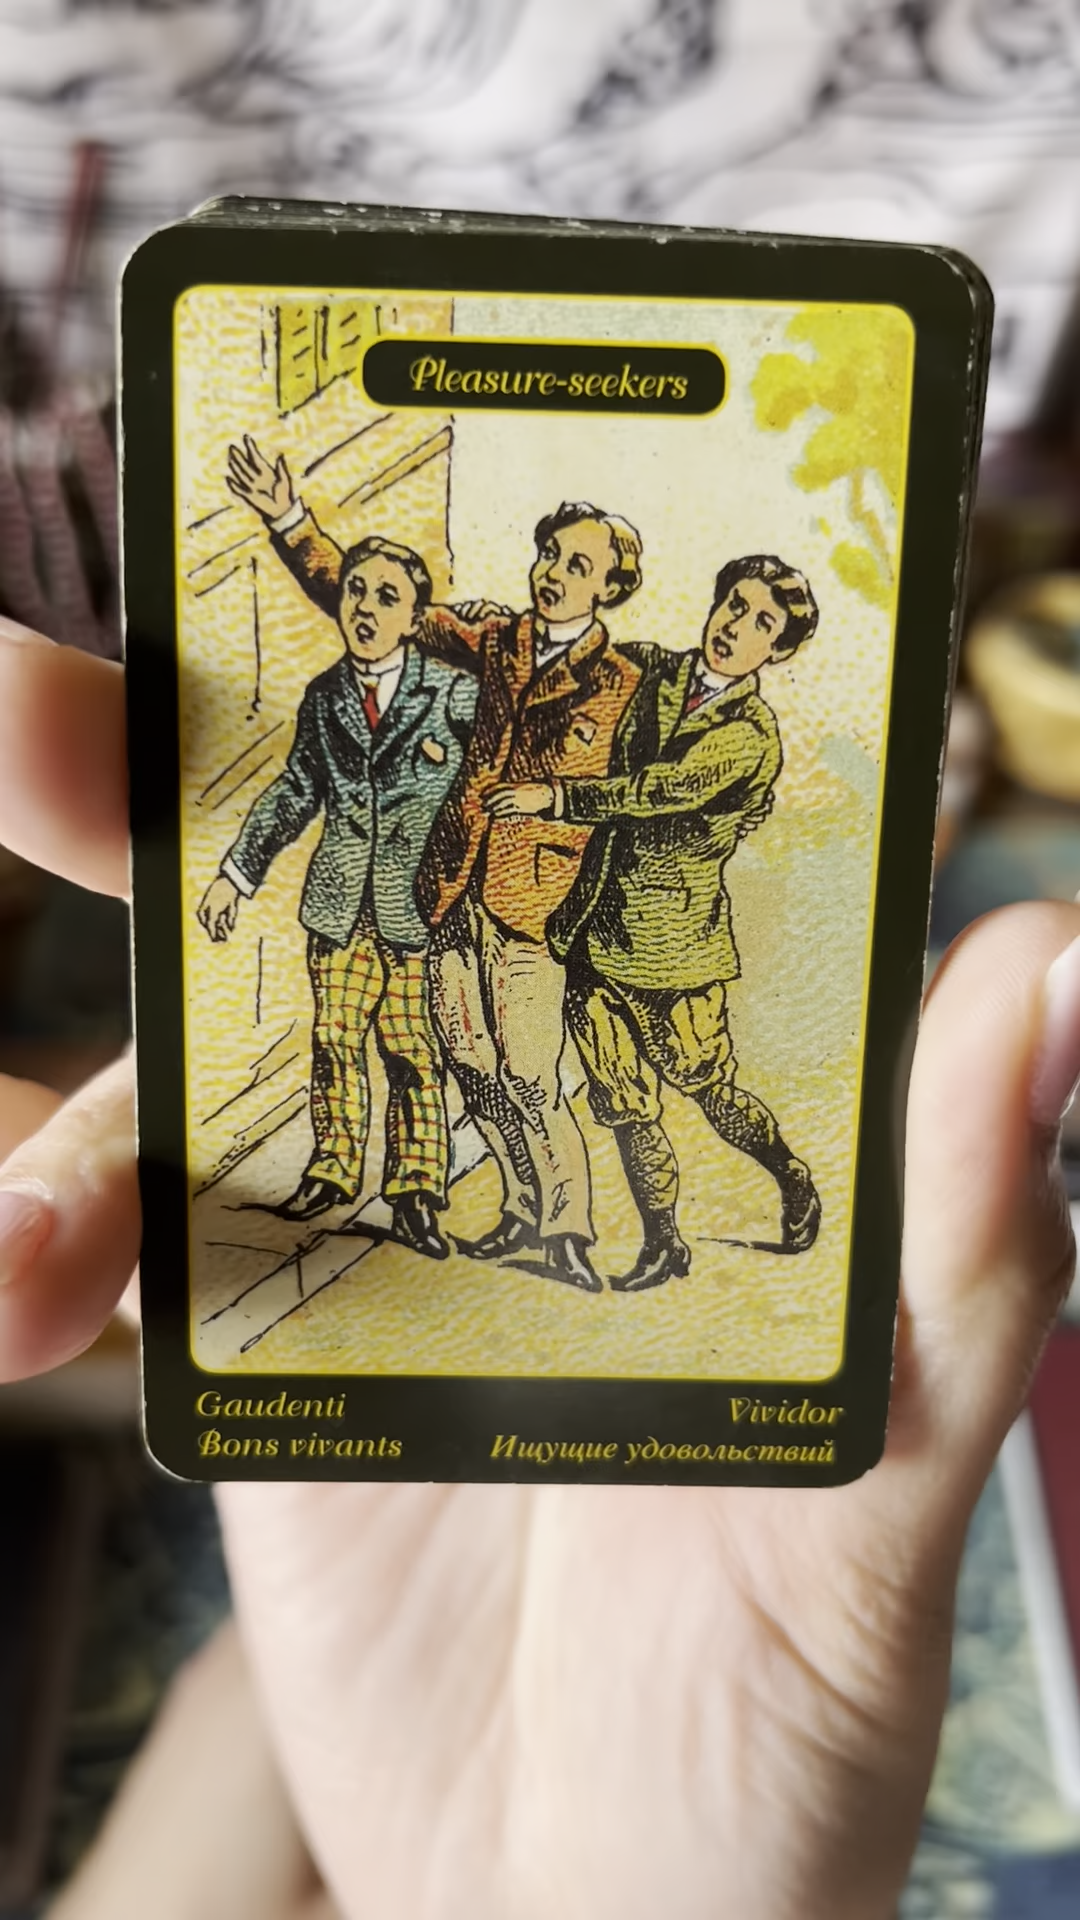 Pleasure-seekers
Gaudenti
Vividor
Bons vivants
Ищущие удовольствий